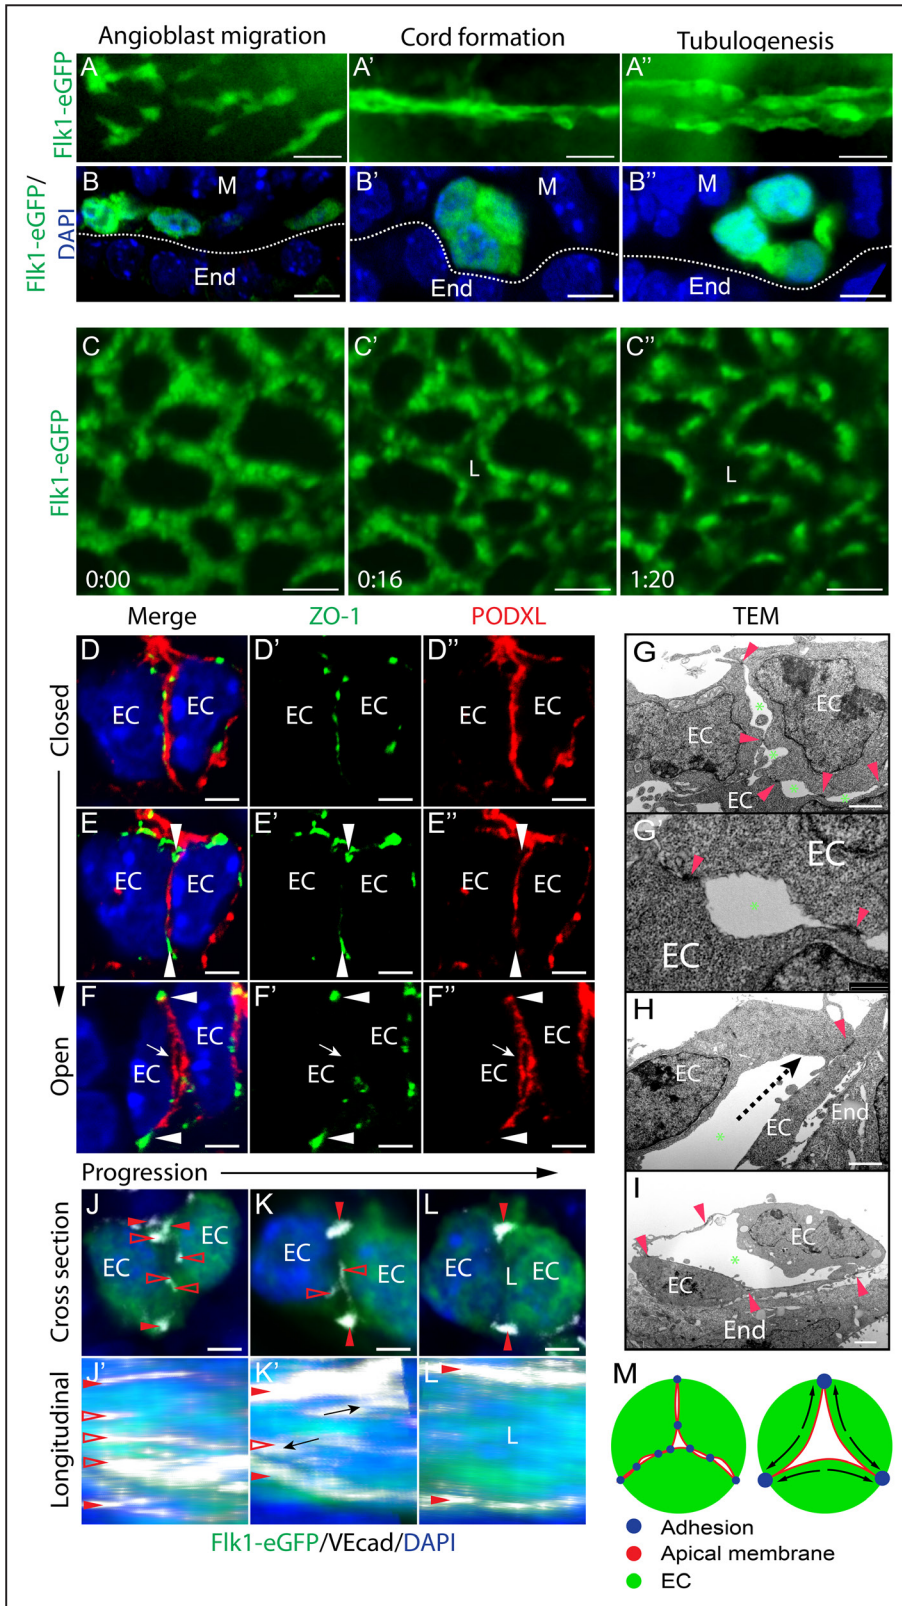 Angioblast migration Cord formation Tubulogenesis
Flk1-eGFP
A A' A''
Flk1-eGFP/
DAPI
B M B' M B'' M
End End End
Flk1-eGFP
C C' C''
L L
0:00 0:16 1:20
Merge ZO-1 PODXL TEM
Closed
D D' D'' G
EC EC EC EC EC EC
EC EC EC
E E' E'' G'
EC EC EC EC EC EC
EC EC
Open
F F' F'' H
EC EC EC EC EC EC
EC EC End
Progression
I
EC EC End
Cross section
J K L
EC EC EC EC EC L EC
Longitudinal
J' K' L'
L
Flk1-eGFP/VEcad/DAPI
M
Adhesion
Apical membrane
EC